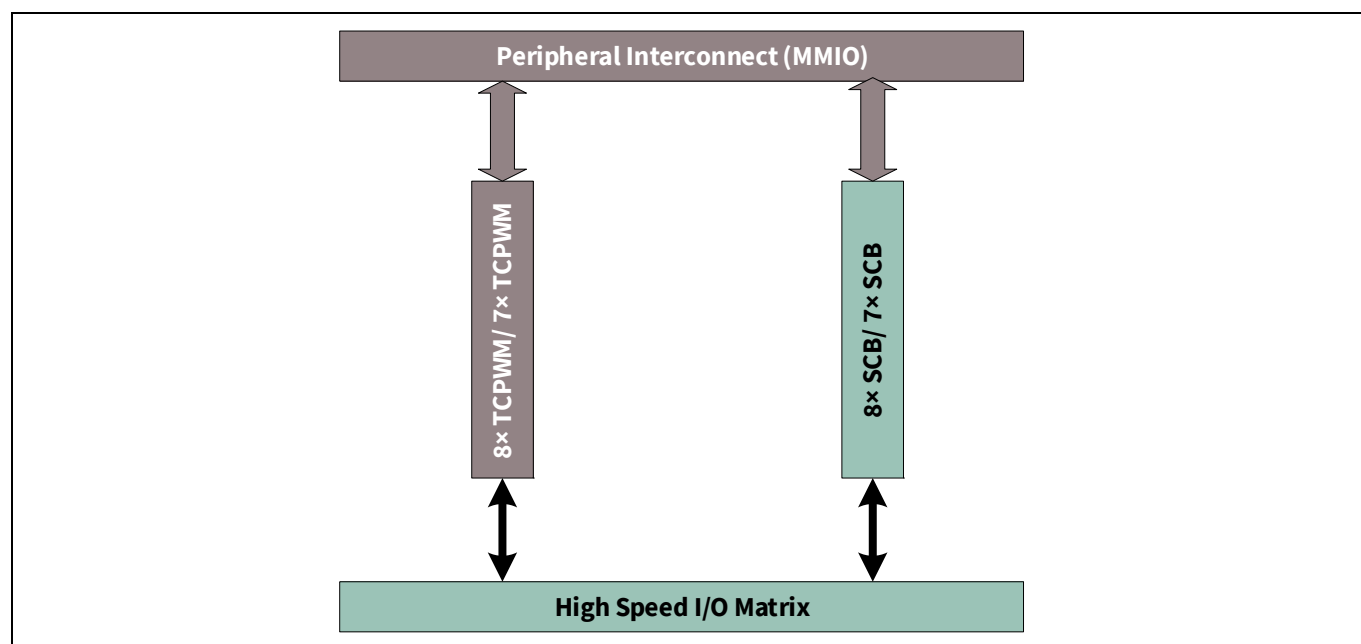 Peripheral Interconnect (MMIO)
8× TCPWM/ 7× TCPWM
8× SCB/ 7× SCB
High Speed I/O Matrix